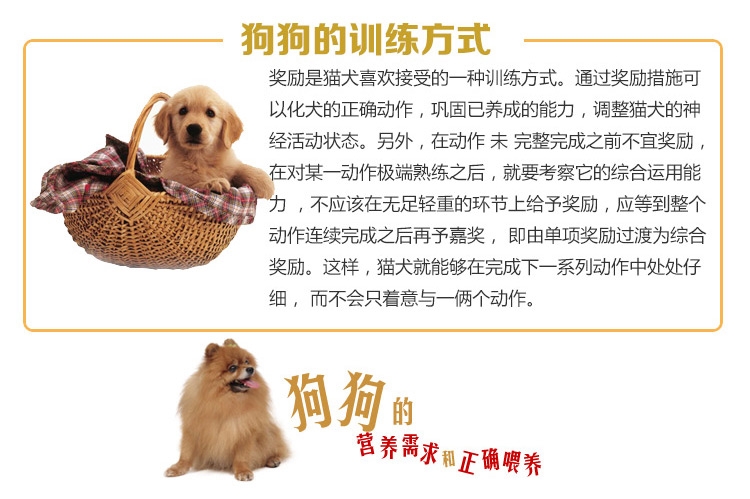 狗狗的训练方式
奖励是猫犬喜欢接受的一种训练方式。通过奖励措施可
以化犬的正确动作，巩固已养成的能力，调整猫犬的神
经活动状态。另外，在动作 未 完整完成之前不宜奖励，
在对某一动作极端熟练之后，就要考察它的综合运用能
力 ，不应该在无足轻重的环节上给予奖励，应等到整个
动作连续完成之后再予嘉奖， 即由单项奖励过渡为综合
奖励。这样，猫犬就能够在完成下一系列动作中处处仔
细， 而不会只着意与一俩个动作。
狗狗的
营养需求和正确喂养